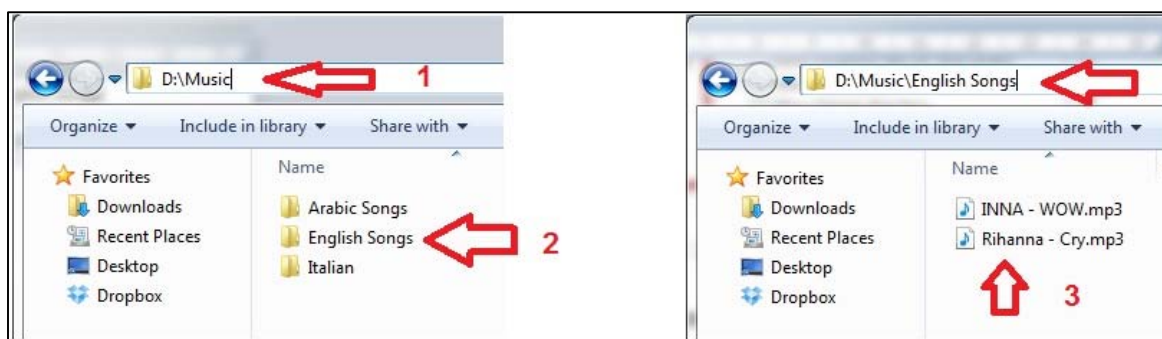 D:\Music
1
Organize
Include in library
Share with
Favorites
Downloads
Recent Places
Desktop
Dropbox
Name
Arabic Songs
English Songs
2
Italian
D:\Music\English Songs
Organize
Include in library
Share with
Favorites
Downloads
Recent Places
Desktop
Dropbox
Name
INNA - WOW.mp3
Rihanna - Cry.mp3
3